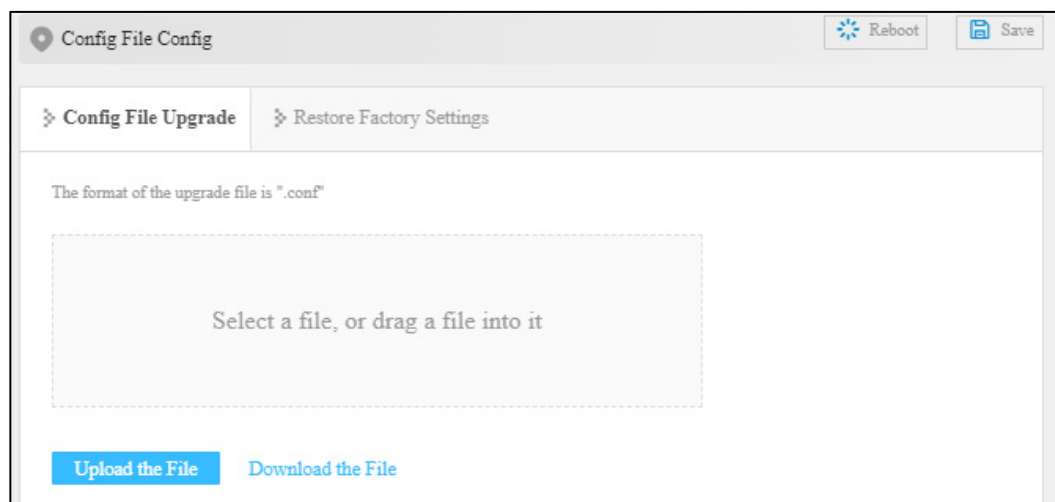 Config File Config
Reboot
Save
Config File Upgrade
Restore Factory Settings
The format of the upgrade file is ".conf"
Select a file, or drag a file into it
Upload the File
Download the File